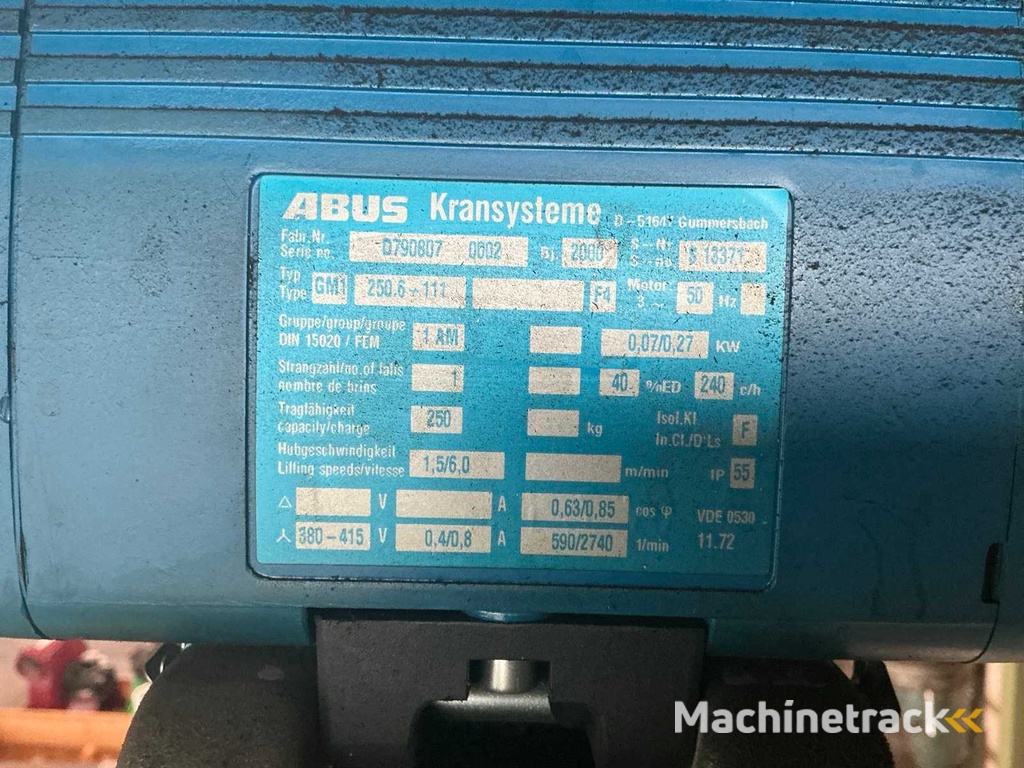 ABUS Kransysteme D-51647 Gummersbach
Fabr.Nr. Serie no. D790807 0602 Bj. 2000 S-Nr S-no S 13371
Typ Type GM1 250.6-111 F4 Motor 3 ~ 50 Hz
Gruppe/group/groupe
DIN 15020 / FEM 1 AM 0,07/0,27 KW
Strangzahl/no.of falls
nombre de brins 1 40 %ED 240 c/h
Tragfähigkeit
capacity/charge 250 kg Isol.Kl. In.Cl./D'Ls F
Hubgeschwindigkeit
Lifting speeds/vitesse 1,5/6,0 m/min IP 55
△ V A 0,63/0,85 cos φ VDE 0530
380-415 V 0,4/0,8 A 590/2740 1/min 11.72
Machinetrack